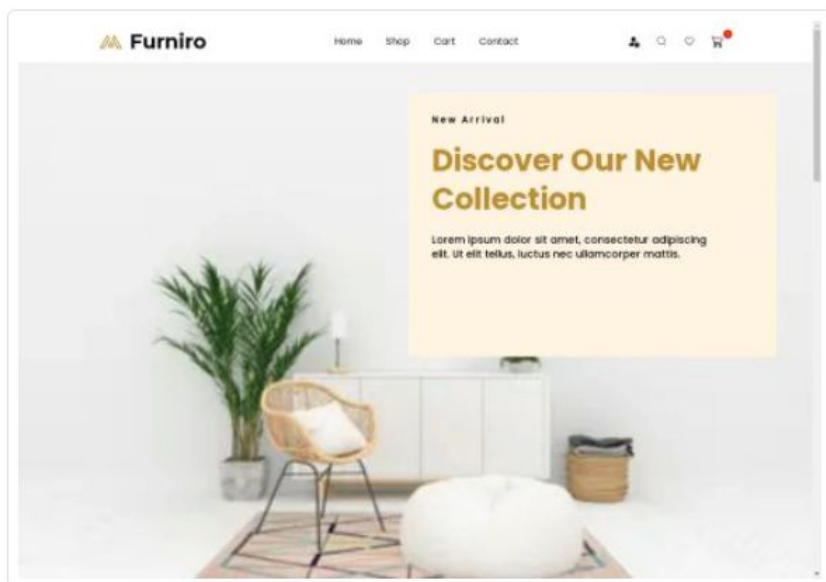 Furniro
Home Shop Cart Contact
New Arrival
Discover Our New
Collection
Lorem ipsum dolor sit amet, consectetur adipiscing
elit. Ut elit tellus, luctus nec ullamcorper mattis.